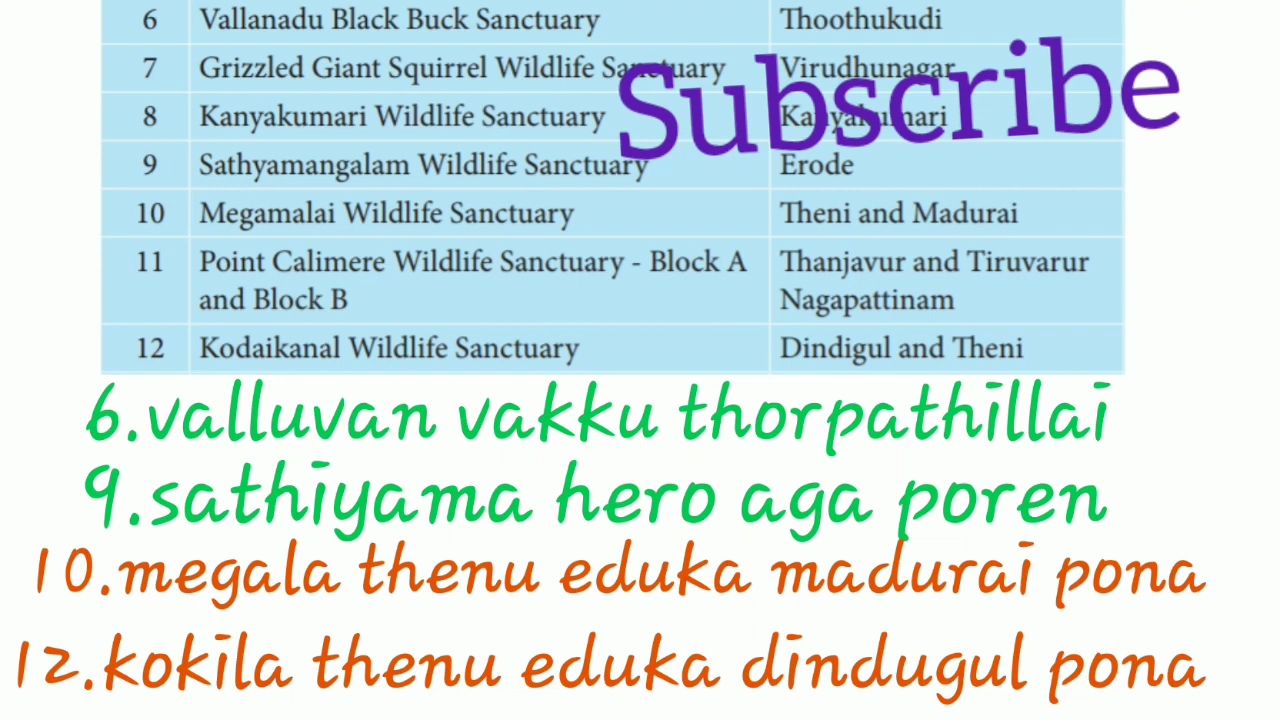 6 Vallanadu Black Buck Sanctuary Thoothukudi
7 Grizzled Giant Squirrel Wildlife Sanctuary Virudhunagar
Subscribe
8 Kanyakumari Wildlife Sanctuary Kanyakumari
9 Sathyamangalam Wildlife Sanctuary Erode
10 Megamalai Wildlife Sanctuary Theni and Madurai
11 Point Calimere Wildlife Sanctuary - Block A Thanjavur and Tiruvarur
and Block B Nagapattinam
12 Kodaikanal Wildlife Sanctuary Dindigul and Theni
6.valluvan vakku thorpathillai
9.sathiyama hero aga poren
10.megala thenu eduka madurai pona
12.kokila thenu eduka dindugul pona